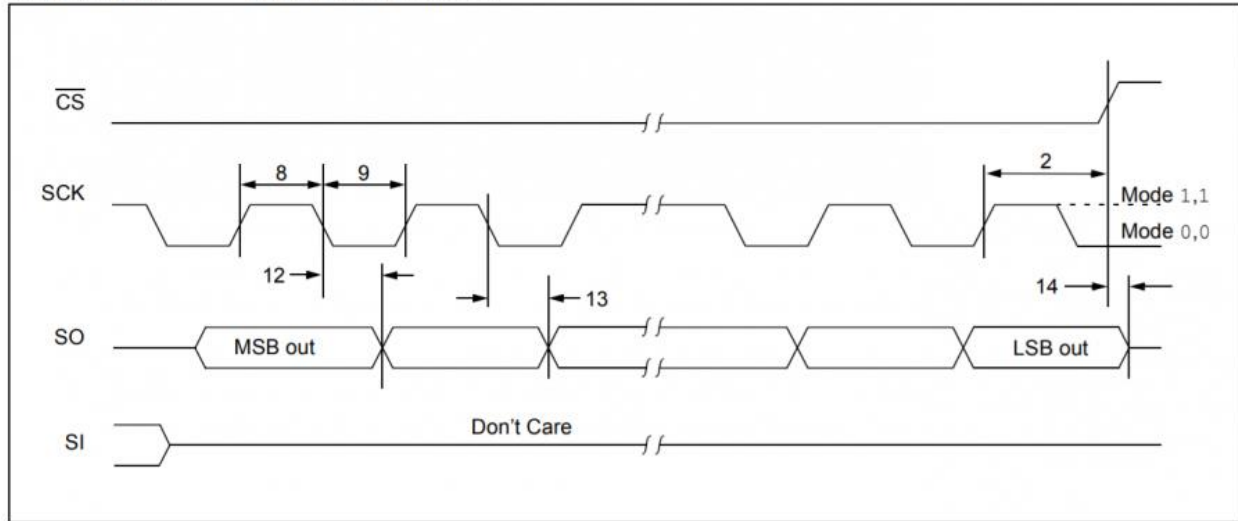 CS
2
8
9
SCK
Mode 1,1
Mode 0,0
12
13
14
SO
MSB out
LSB out
Don't Care
SI